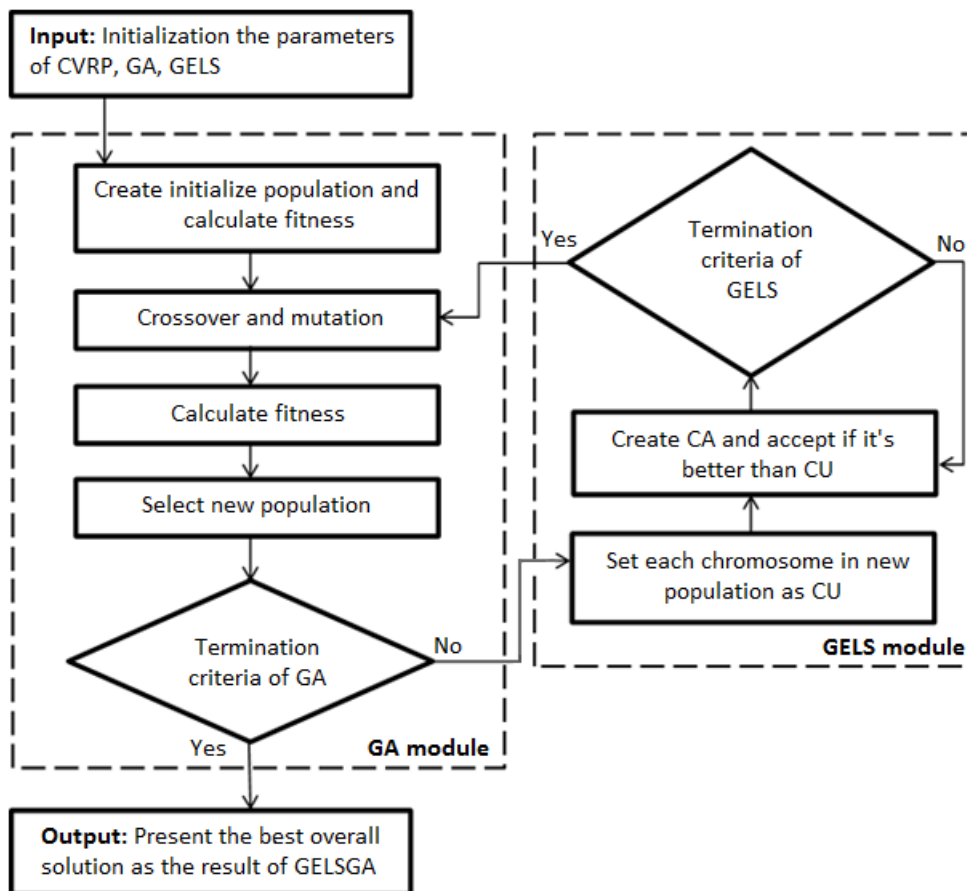 Input: Initialization the parameters
of CVRP, GA, GELS
Create initialize population and
calculate fitness
Crossover and mutation
Calculate fitness
Select new population
Termination
criteria of GA
No
Yes
GA module
Output: Present the best overall
solution as the result of GELSGA
Termination
criteria of
GELS
Yes
No
Create CA and accept if it's
better than CU
Set each chromosome in new
population as CU
GELS module